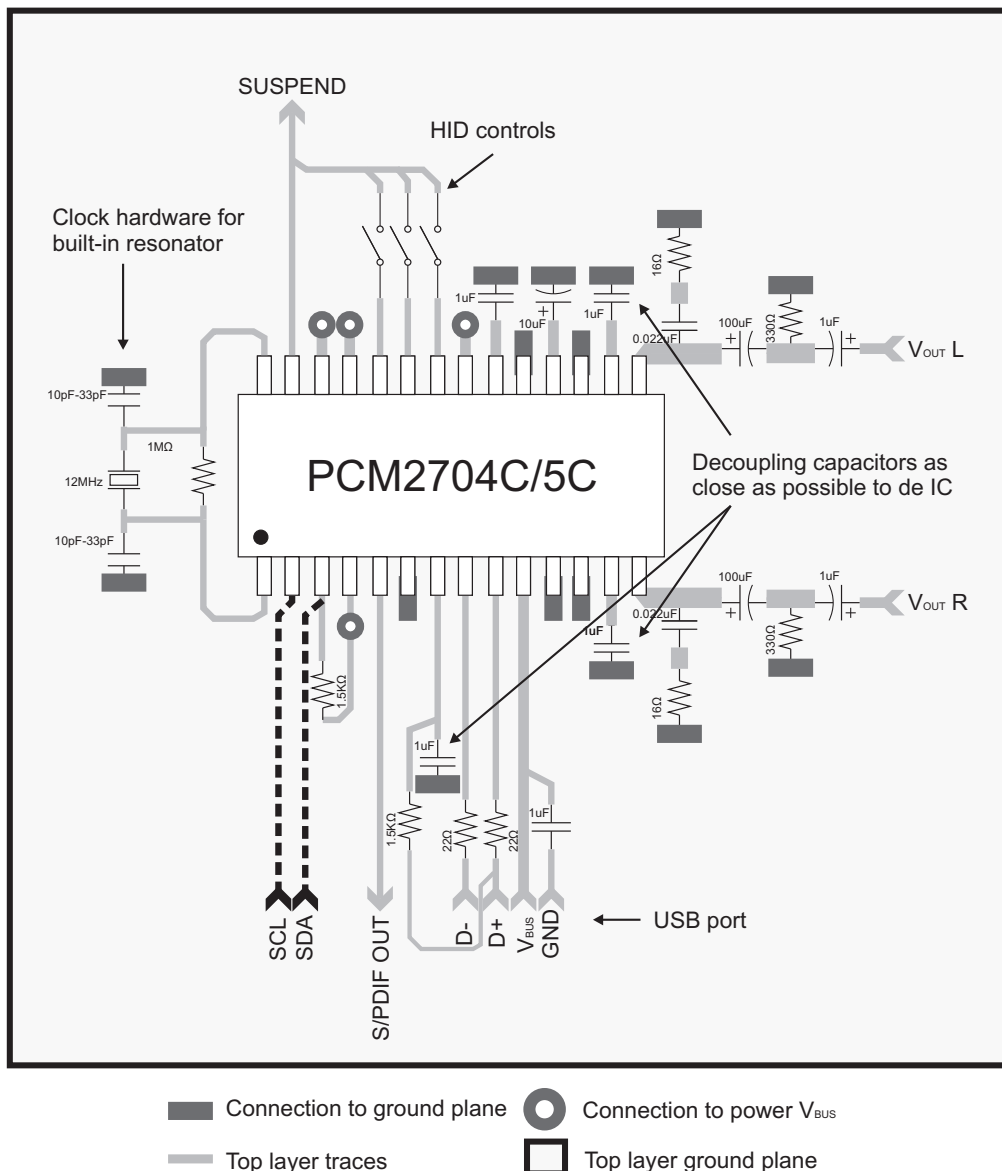 SUSPEND
HID controls
Clock hardware for
built-in resonator
16Ω
1uF
10uF
1uF
0.022uF
100uF
330Ω
1uF
VOUT L
10pF-33pF
1MΩ
12MHz
10pF-33pF
PCM2704C/5C
Decoupling capacitors as
close as possible to de IC
100uF
1uF
VOUT R
0.022uF
1uF
330Ω
16Ω
1.5KΩ
1uF
1.5KΩ
22Ω
22Ω
1uF
SCL
SDA
S/PDIF OUT
D-
D+
VBUS
GND
USB port
+
+
+
+
+
Connection to ground plane
Connection to power VBUS
Top layer traces
Top layer ground plane